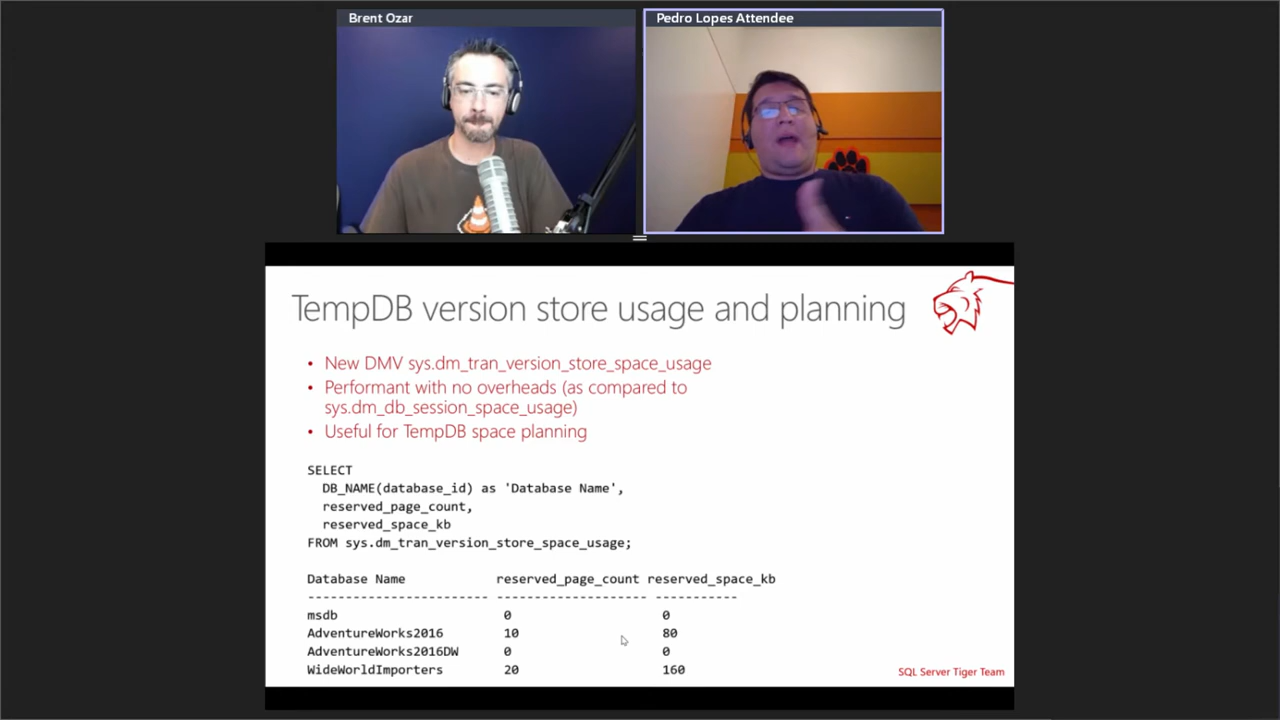 Brent Ozar
Pedro Lopes Attendee
TempDB version store usage and planning
• New DMV sys.dm_tran_version_store_space_usage
• Performant with no overheads (as compared to
sys.dm_db_session_space_usage)
• Useful for TempDB space planning
SELECT
DB_NAME(database_id) as 'Database Name',
reserved_page_count,
reserved_space_kb
FROM sys.dm_tran_version_store_space_usage;
Database Name reserved_page_count reserved_space_kb
------------------------ -------------------- -----------
msdb 0 0
AdventureWorks2016 10 80
AdventureWorks2016DW 0 0
WideWorldImporters 20 160
SQL Server Tiger Team